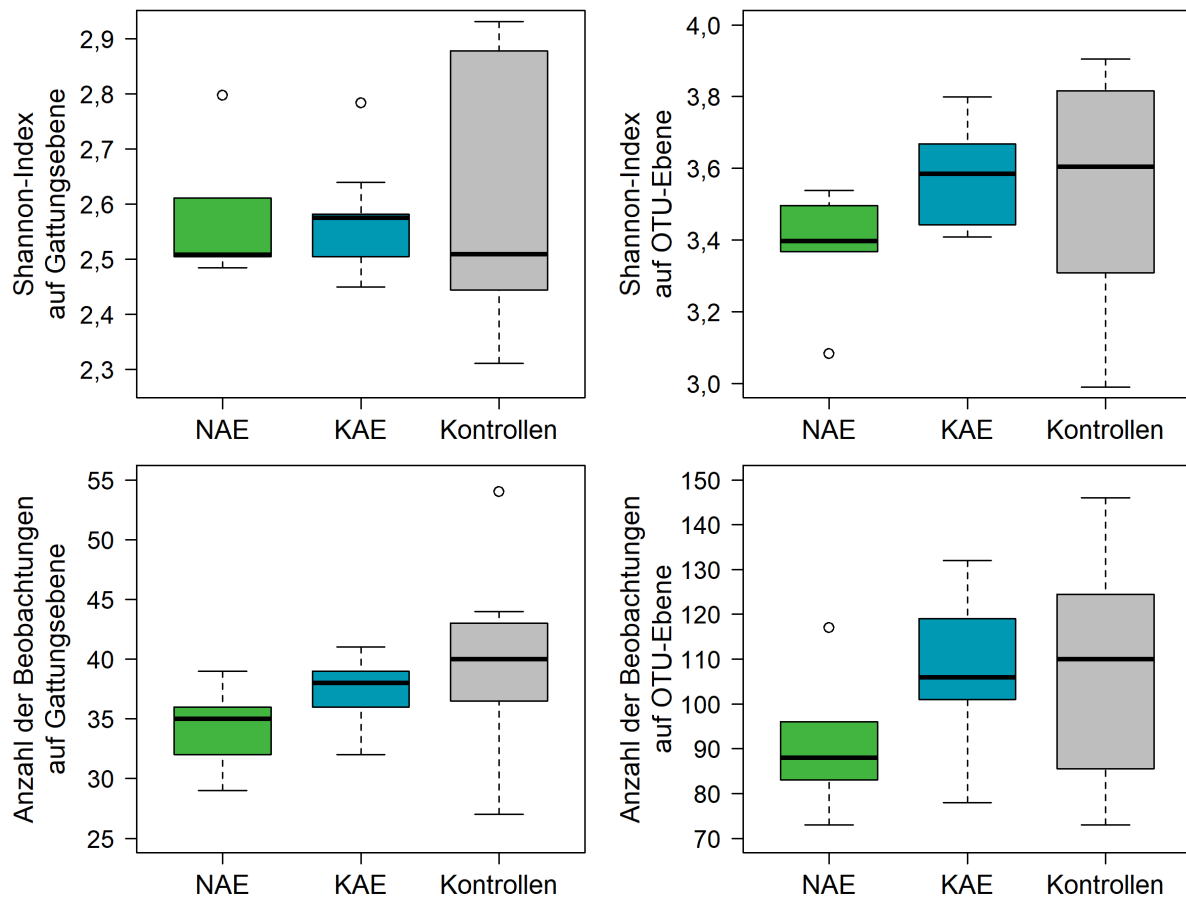 Shannon-Index
auf Gattungsebene
2,9
2,8
2,7
2,6
2,5
2,4
2,3
NAE KAE Kontrollen
Shannon-Index
auf OTU-Ebene
4,0
3,8
3,6
3,4
3,2
3,0
NAE KAE Kontrollen
Anzahl der Beobachtungen
auf Gattungsebene
55
50
45
40
35
30
25
NAE KAE Kontrollen
Anzahl der Beobachtungen
auf OTU-Ebene
150
140
130
120
110
100
90
80
70
NAE KAE Kontrollen